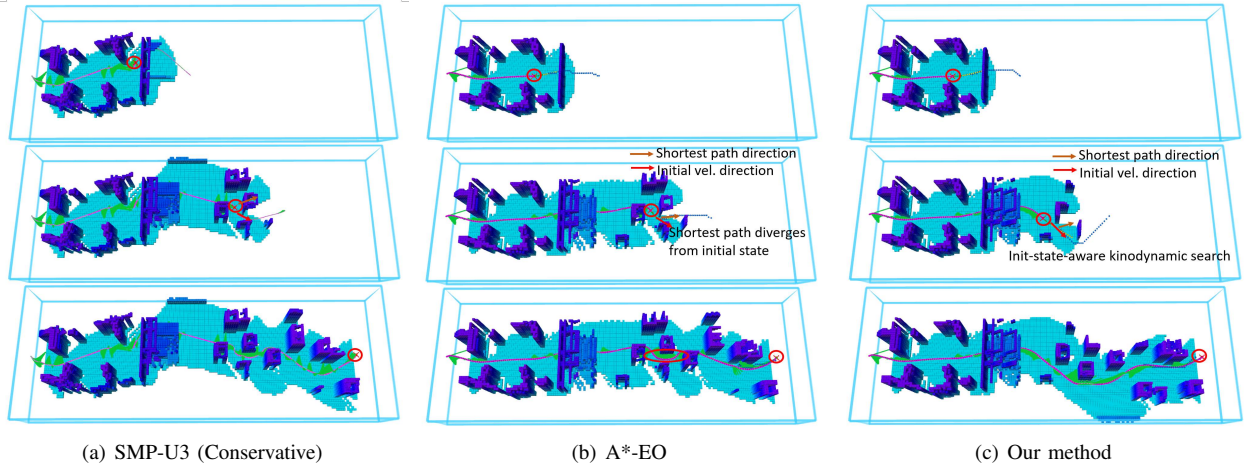 Shortest path direction
Initial vel. direction
Shortest path diverges
from initial state
Shortest path direction
Initial vel. direction
Init-state-aware kinodynamic search
(a) SMP-U3 (Conservative)
(b) A*-EO
(c) Our method